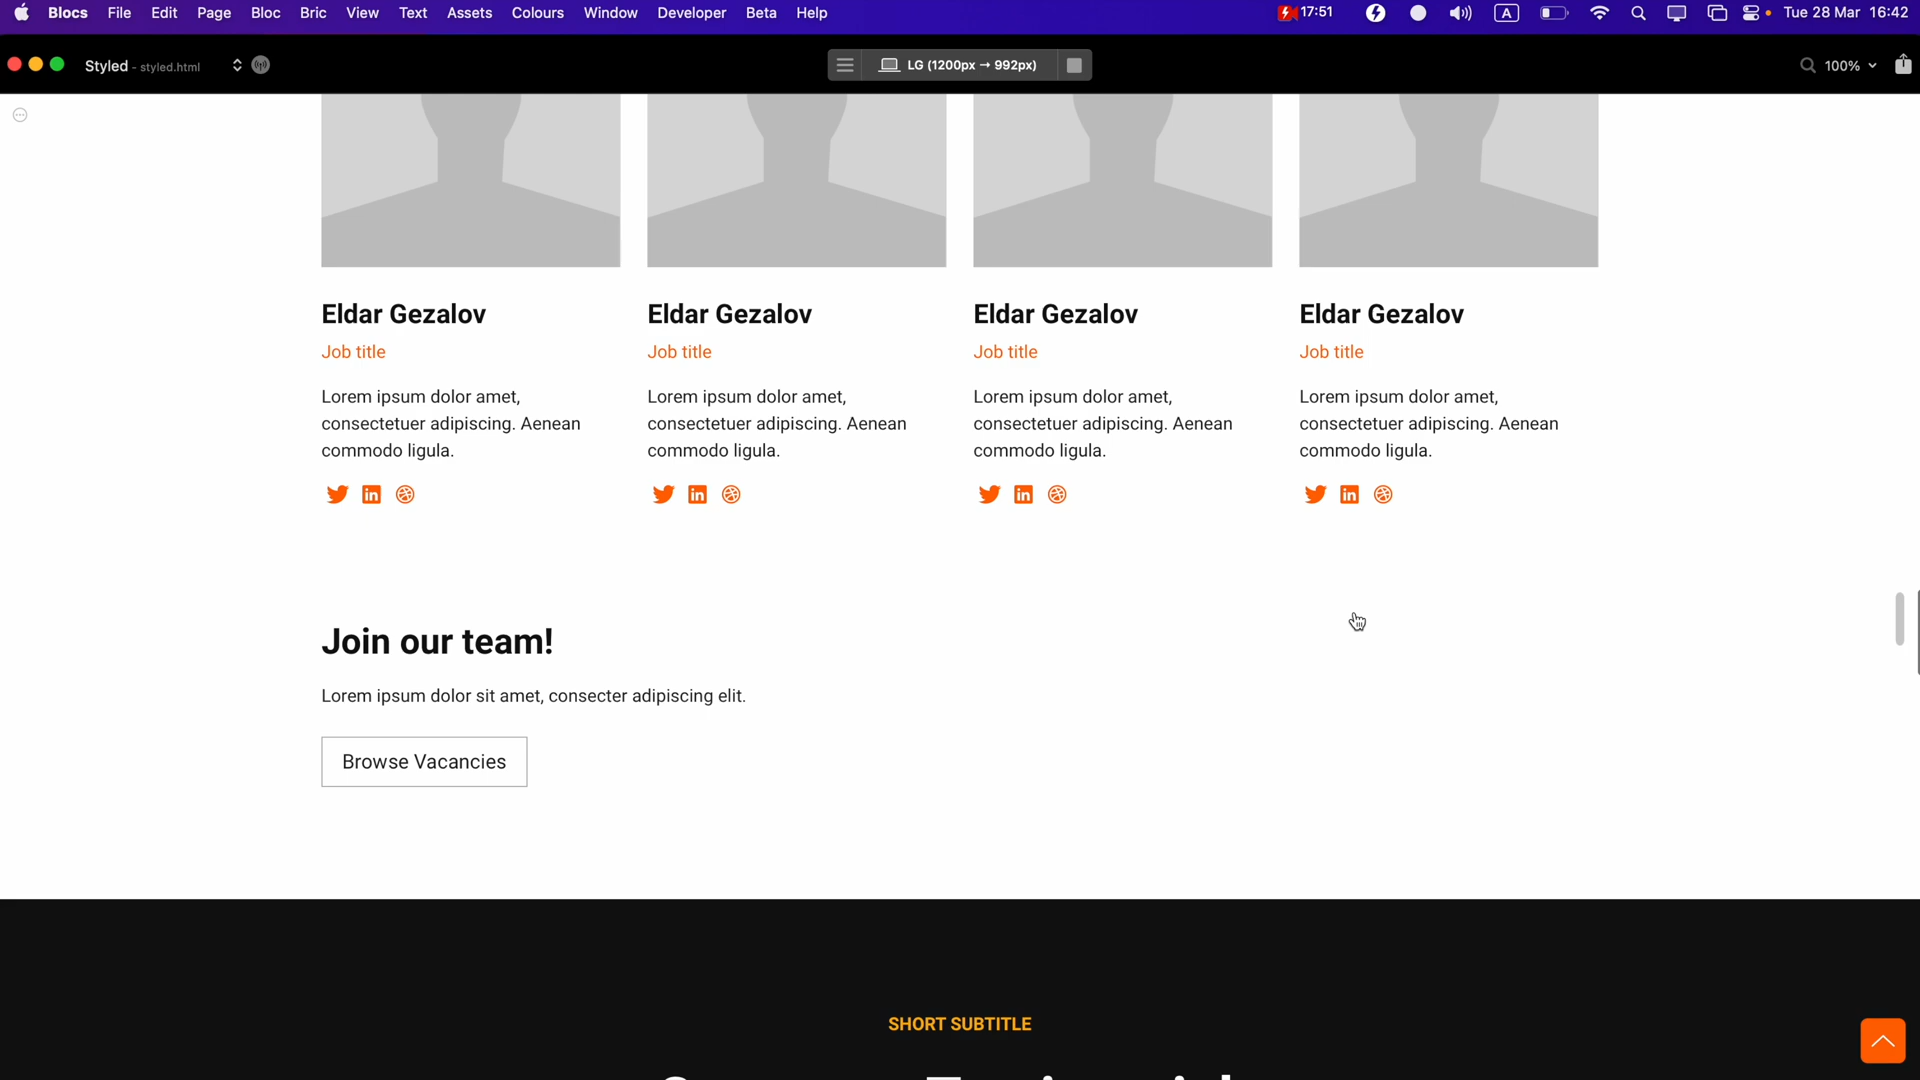 Blocs File Edit Page Bloc Bric View Text Assets Colours Window Developer Beta Help 17:51 A Tue 28 Mar 16:42
Styled - styled.html LG (1200px → 992px) 100%
Eldar Gezalov Eldar Gezalov Eldar Gezalov Eldar Gezalov
Job title Job title Job title Job title
Lorem ipsum dolor amet, Lorem ipsum dolor amet, Lorem ipsum dolor amet, Lorem ipsum dolor amet,
consectetuer adipiscing. Aenean consectetuer adipiscing. Aenean consectetuer adipiscing. Aenean consectetuer adipiscing. Aenean
commodo ligula. commodo ligula. commodo ligula. commodo ligula.
in in in in
Join our team!
Lorem ipsum dolor sit amet, consecter adipiscing elit.
Browse Vacancies
SHORT SUBTITLE